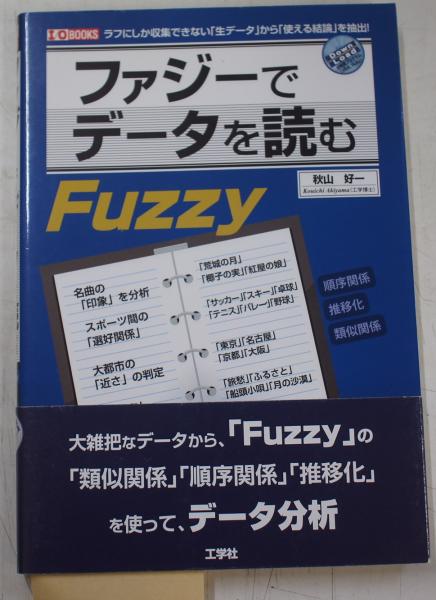 I/O BOOKS
ラフにしか収集できない「生データ」から「使える結論」を抽出!
Down Load
ファジーで
データを読む
秋山 好一
Kouichi Akiyama(工学博士)
Fuzzy
名曲の
「印象」を分析
スポーツ間の
「選好関係」
大都市の
「近さ」の判定
「荒城の月」
「椰子の実」「紅屋の娘」
「サッカー」「スキー」「卓球」
「テニス」「バレー」「野球」
「東京」「名古屋」
「京都」「大阪」
「旅愁」「ふるさと」
「船頭小唄」「月の沙漠」
順序関係
推移化
類似関係
大雑把なデータから、「Fuzzy」の
「類似関係」「順序関係」「推移化」
を使って、データ分析
工学社